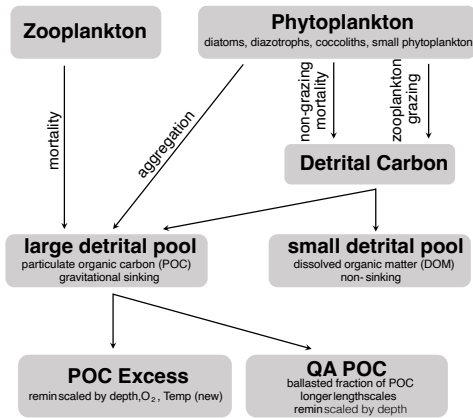 Zooplankton
Phytoplankton
diatoms, diazotrophs, coccoliths, small phytoplankton
mortality
aggregation
non-grazing
mortality
zooplankton
grazing
Detrital Carbon
large detrital pool
particulate organic carbon (POC)
gravitational sinking
small detrital pool
dissolved organic matter (DOM)
non-sinking
POC Excess
remin scaled by depth, O₂, Temp (new)
QA POC
ballasted fraction of POC
longer lengthscales
remin scaled by depth